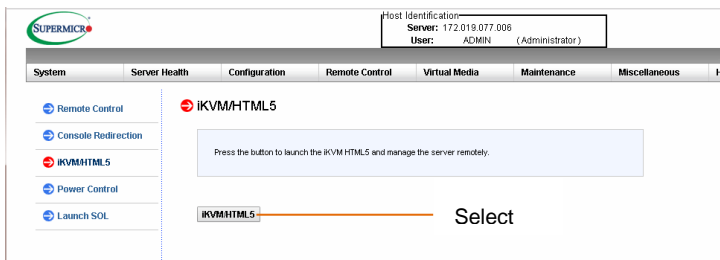 SUPERMICRO
Host Identification
Server: 172.019.077.006
User: ADMIN (Administrator)
System Server Health Configuration Remote Control Virtual Media Maintenance Miscellaneous
Remote Control
Console Redirection
iKVM/HTML5
Power Control
Launch SOL
iKVM/HTML5
Press the button to launch the iKVM HTML5 and manage the server remotely.
iKVM/HTML5
Select